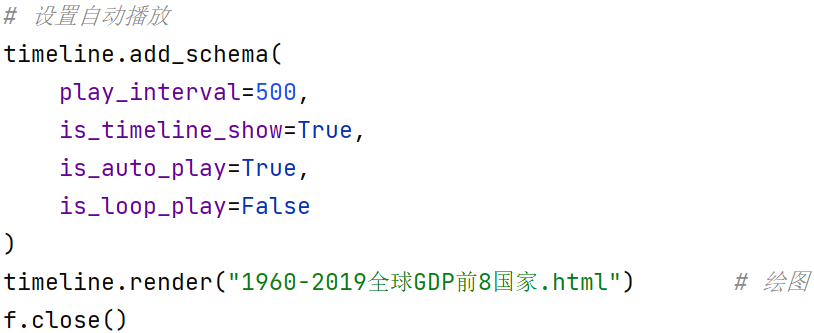 # 设置自动播放
timeline.add_schema(
    play_interval=500,
    is_timeline_show=True,
    is_auto_play=True,
    is_loop_play=False
)
timeline.render("1960-2019全球GDP前8国家.html")       # 绘图
f.close()